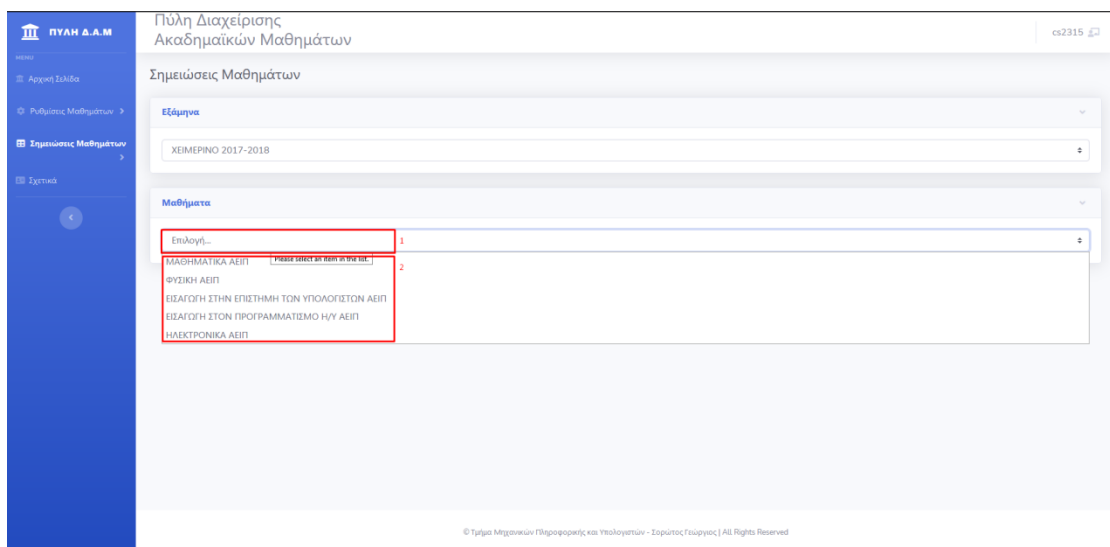 ΠΥΛΗ Δ.Α.Μ
MENU
Αρχική Σελίδα
Ρυθμίσεις Μαθημάτων
Σημειώσεις Μαθημάτων
Σχετικά
Πύλη Διαχείρισης
Ακαδημαϊκών Μαθημάτων
cs2315
Σημειώσεις Μαθημάτων
Εξάμηνα
ΧΕΙΜΕΡΙΝΟ 2017-2018
Μαθήματα
Επιλογή...
1
ΜΑΘΗΜΑΤΙΚΑ ΑΕΙΠ
Please select an item in the list.
2
ΦΥΣΙΚΗ ΑΕΙΠ
ΕΙΣΑΓΩΓΗ ΣΤΗΝ ΕΠΙΣΤΗΜΗ ΤΩΝ ΥΠΟΛΟΓΙΣΤΩΝ ΑΕΙΠ
ΕΙΣΑΓΩΓΗ ΣΤΟΝ ΠΡΟΓΡΑΜΜΑΤΙΣΜΟ Η/Υ ΑΕΙΠ
ΗΛΕΚΤΡΟΝΙΚΑ ΑΕΙΠ
© Τμήμα Μηχανικών Πληροφορικής και Υπολογιστών - Σορώτος Γεώργιος | All Rights Reserved